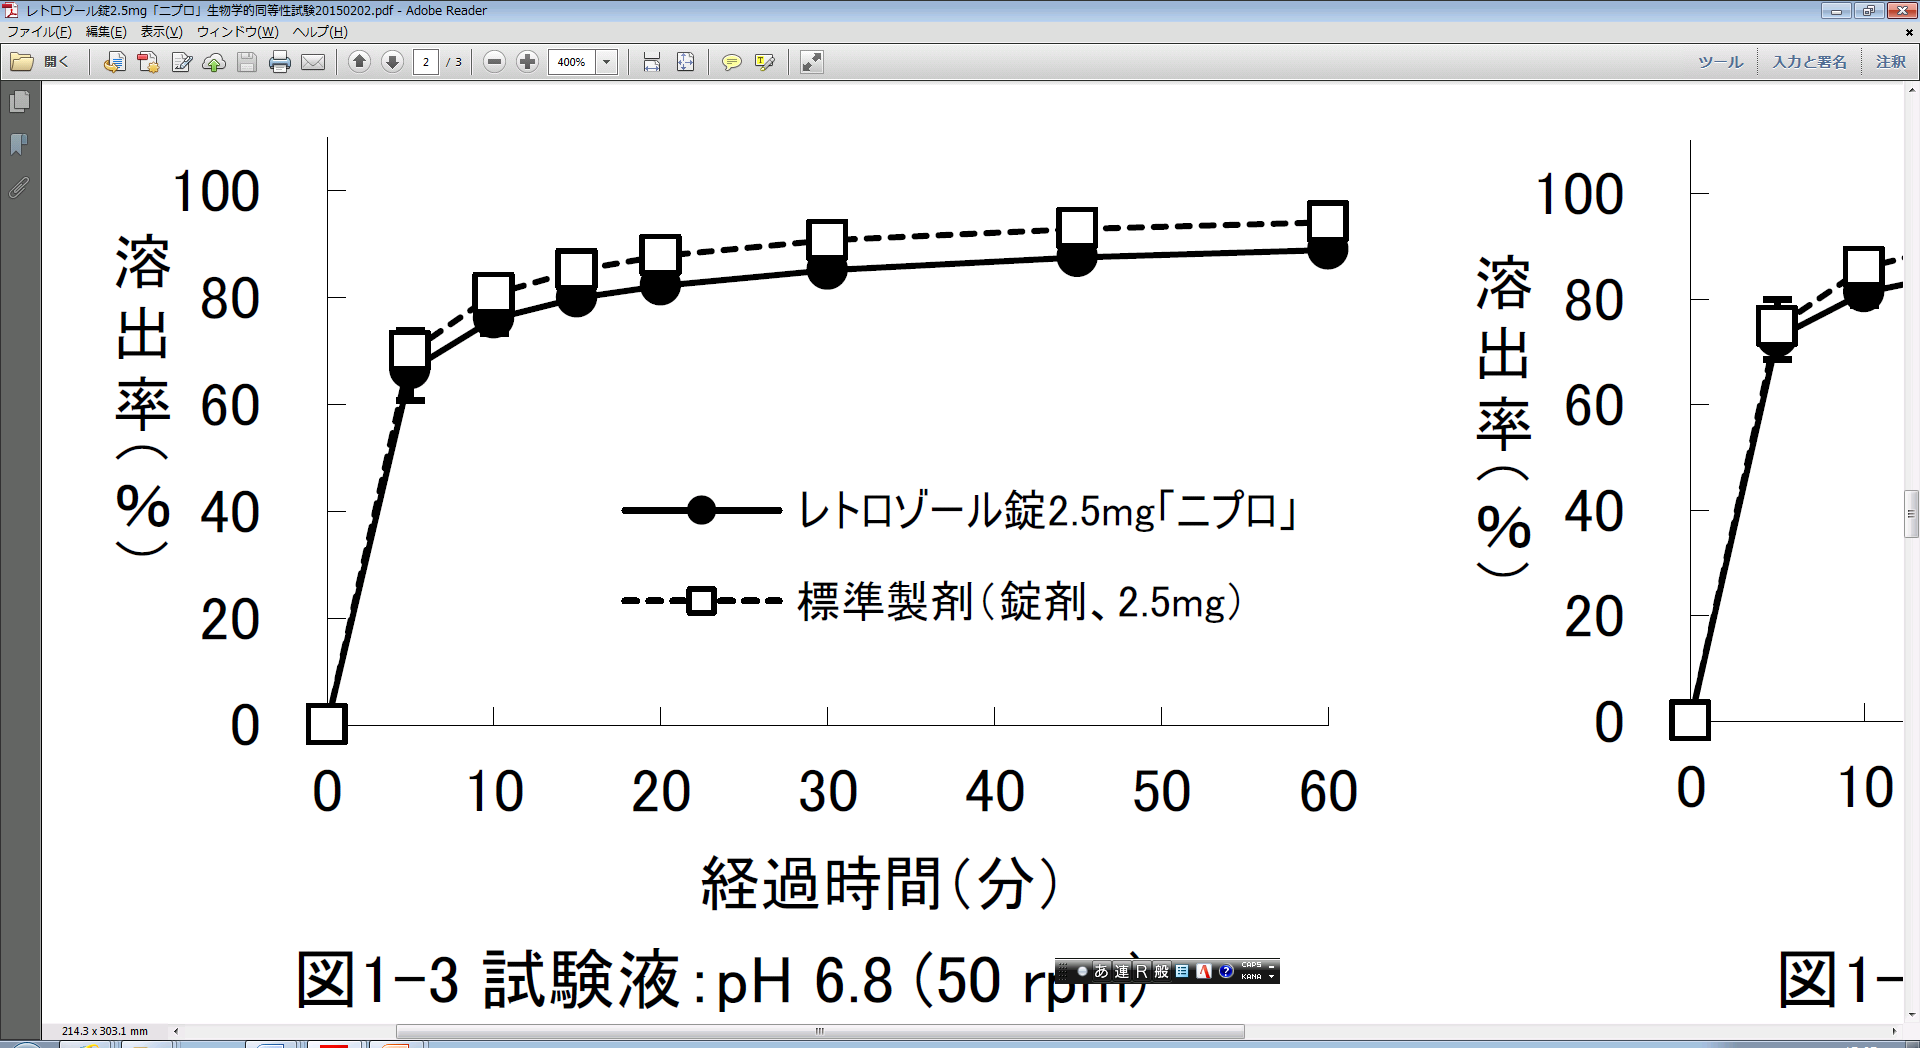 レトロゾール錠2.5mg「ニプロ」生物学的同等性試験20150202.pdf - Adobe Reader
ファイル(F) 編集(E) 表示(V) ウィンドウ(W) ヘルプ(H)
開く 2 / 3 400% ツール 入力と署名 注釈
溶出率(%)
100
80
60
40
20
0
0 10 20 30 40 50 60
レトロゾール錠2.5mg「ニプロ」
標準製剤(錠剤、2.5mg)
経過時間(分)
図1-3 試験液:pH 6.8 (50 rpm)
溶出率(%)
100
80
60
40
20
0
0 10
図1-
あ 連 R 般 CAPS KANA
214.3 x 303.1 mm